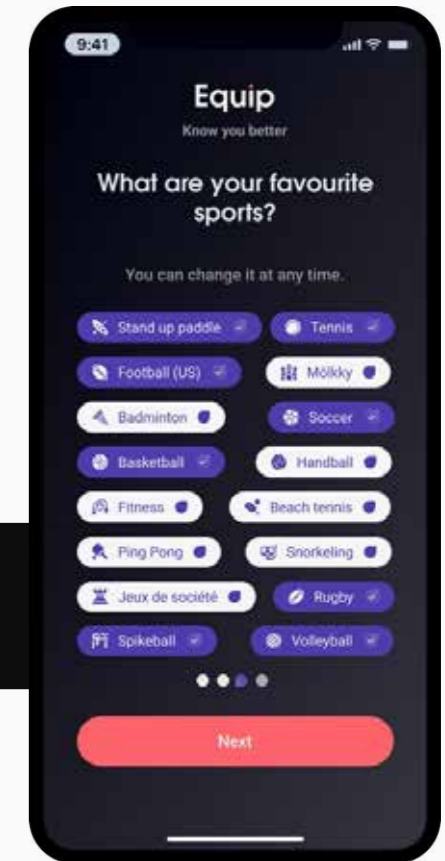 9:41
Equip
Know you better
What are your favourite
sports?
You can change it at any time.
Stand up paddle
Tennis
Football (US)
Mölkky
Badminton
Soccer
Basketball
Handball
Fitness
Beach tennis
Ping Pong
Snorkeling
Jeux de société
Rugby
Spikeball
Volleyball
Next